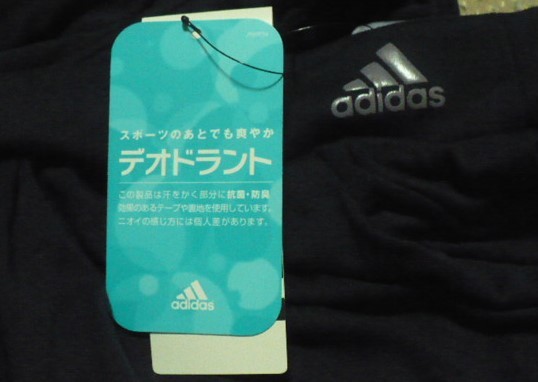 adidas
スポーツのあとでも爽やか
デオドラント
この製品は汗をかく部分に抗菌・防臭
効果のあるテープや裏地を使用しています。
ニオイの感じ方には個人差があります。
adidas